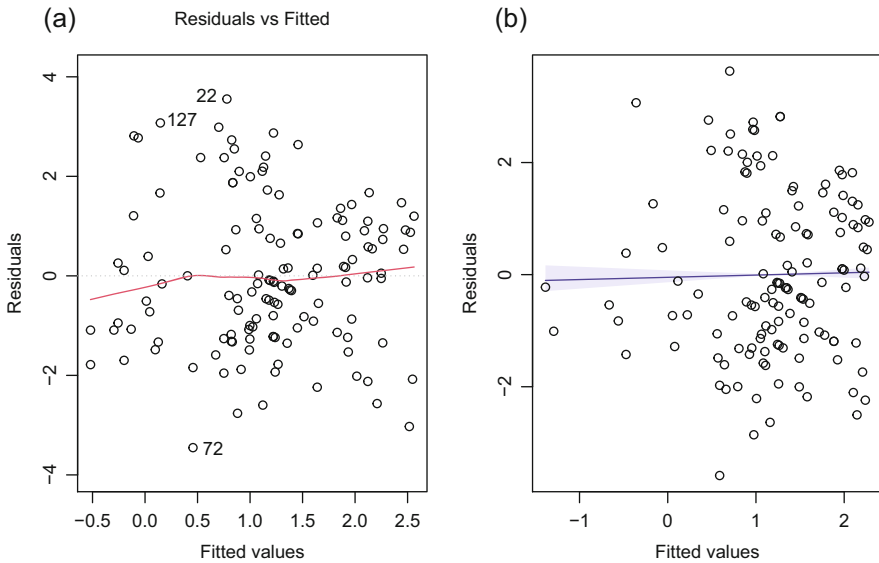 (a)
Residuals vs Fitted
Residuals
4
2
0
−2
−4
22
127
72
−0.5 0.0 0.5 1.0 1.5 2.0 2.5
Fitted values
(b)
Residuals
2
0
−2
−1 0 1 2
Fitted values